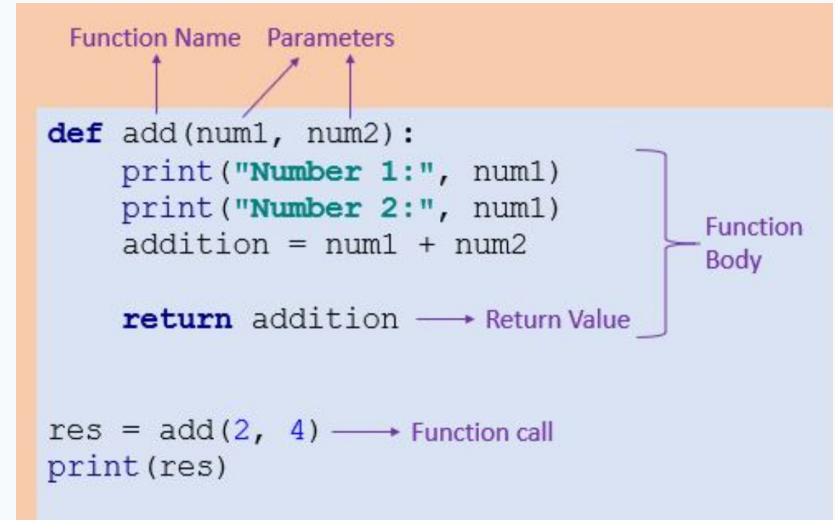 Function Name Parameters
def add(num1, num2):
print("Number 1:", num1)
print("Number 2:", num1)
addition = num1 + num2
Function
Body
return addition Return Value
res = add(2, 4) Function call
print(res)